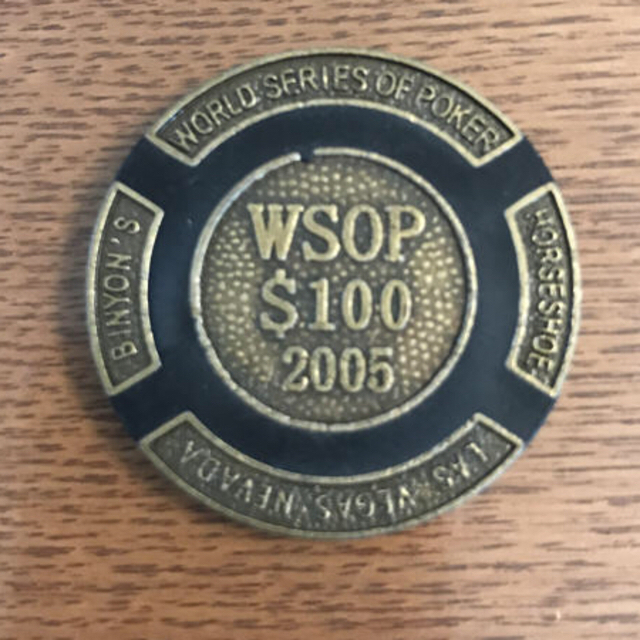 WORLD SERIES OF POKER
BINYON'S
HORSESHOE
WSOP
$100
2005
LAS VEGAS NEVADA